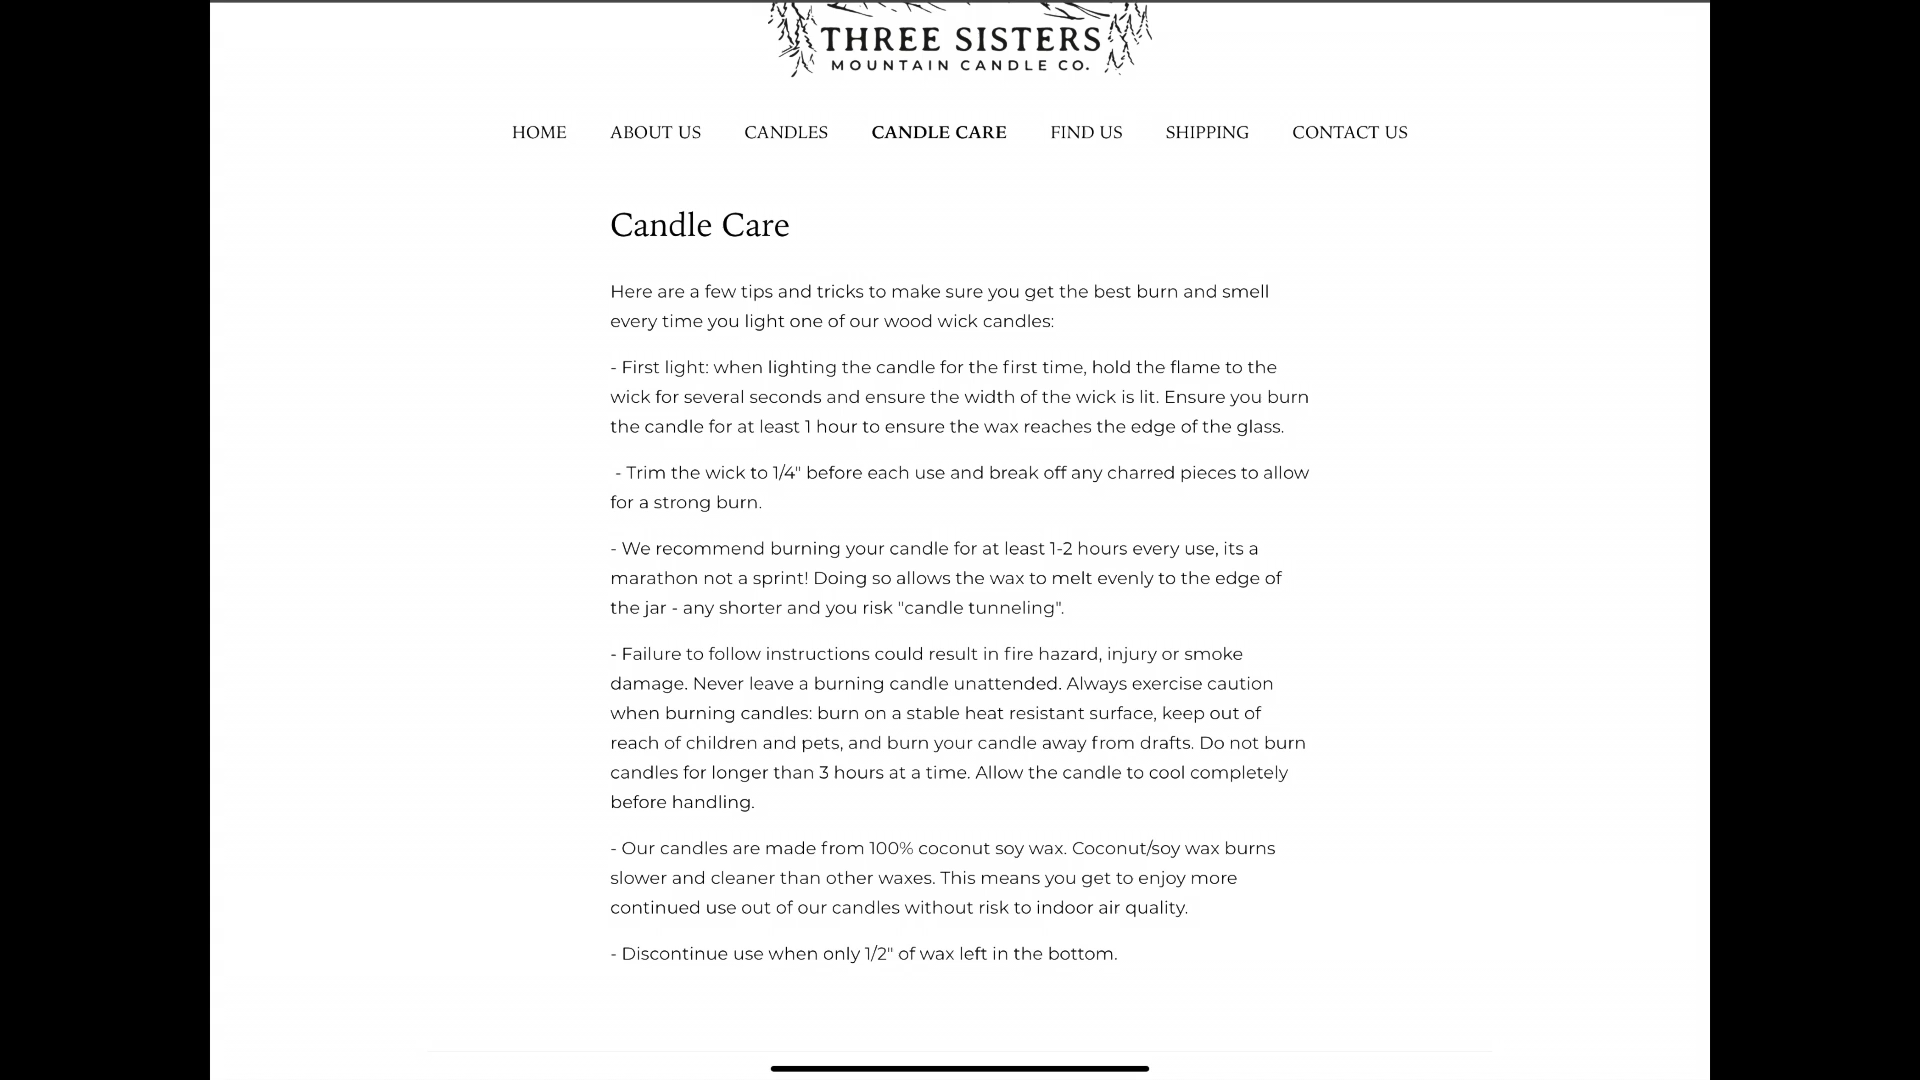 THREE SISTERS
MOUNTAIN CANDLE CO.
HOME ABOUT US CANDLES CANDLE CARE FIND US SHIPPING CONTACT US
Candle Care
Here are a few tips and tricks to make sure you get the best burn and smell
every time you light one of our wood wick candles:
- First light: when lighting the candle for the first time, hold the flame to the
wick for several seconds and ensure the width of the wick is lit. Ensure you burn
the candle for at least 1 hour to ensure the wax reaches the edge of the glass.
- Trim the wick to 1/4" before each use and break off any charred pieces to allow
for a strong burn.
- We recommend burning your candle for at least 1-2 hours every use, its a
marathon not a sprint! Doing so allows the wax to melt evenly to the edge of
the jar - any shorter and you risk "candle tunneling".
- Failure to follow instructions could result in fire hazard, injury or smoke
damage. Never leave a burning candle unattended. Always exercise caution
when burning candles: burn on a stable heat resistant surface, keep out of
reach of children and pets, and burn your candle away from drafts. Do not burn
candles for longer than 3 hours at a time. Allow the candle to cool completely
before handling.
- Our candles are made from 100% coconut soy wax. Coconut/soy wax burns
slower and cleaner than other waxes. This means you get to enjoy more
continued use out of our candles without risk to indoor air quality.
- Discontinue use when only 1/2" of wax left in the bottom.